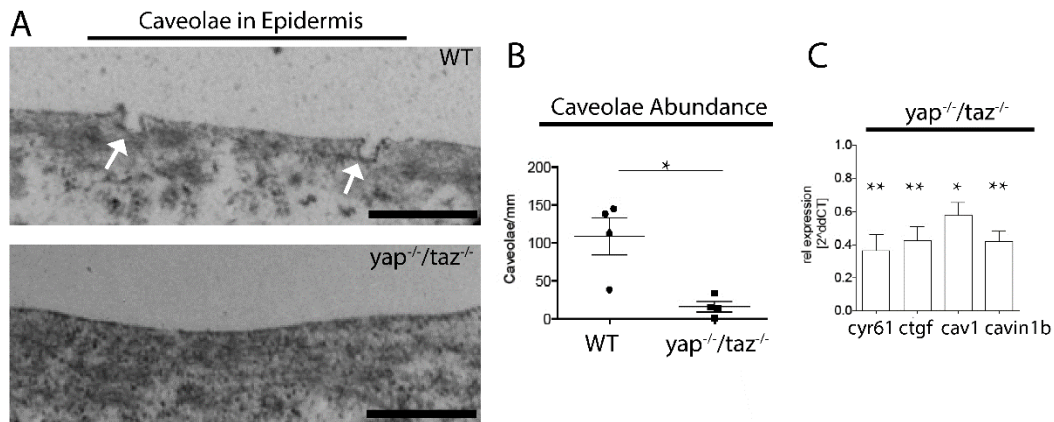 A
Caveolae in Epidermis
WT
yap-/-/taz-/-
B
Caveolae Abundance
*
200
150
100
50
0
Caveolae/mm
WT
yap-/-/taz-/-
C
yap-/-/taz-/-
1.0
0.8
0.6
0.4
0.2
0.0
rel expression
[2^ddCT]
** ** * **
cyr61 ctgf cav1 cavin1b